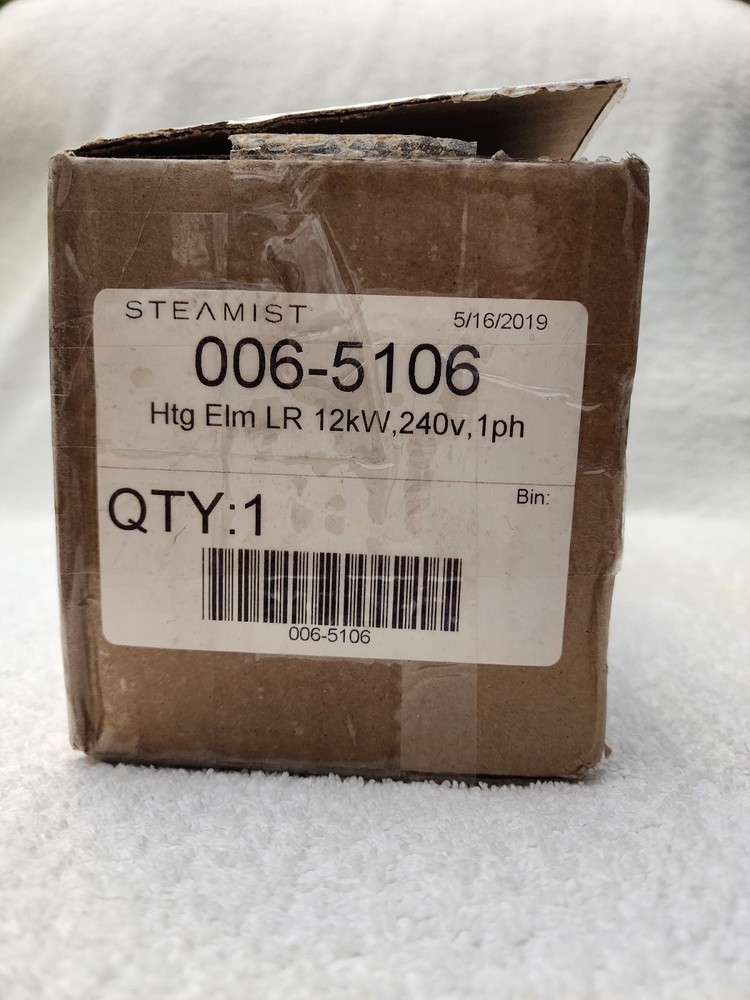 STEAMIST
5/16/2019
006-5106
Htg Elm LR 12kW,240v,1ph
QTY:1
Bin:
006-5106